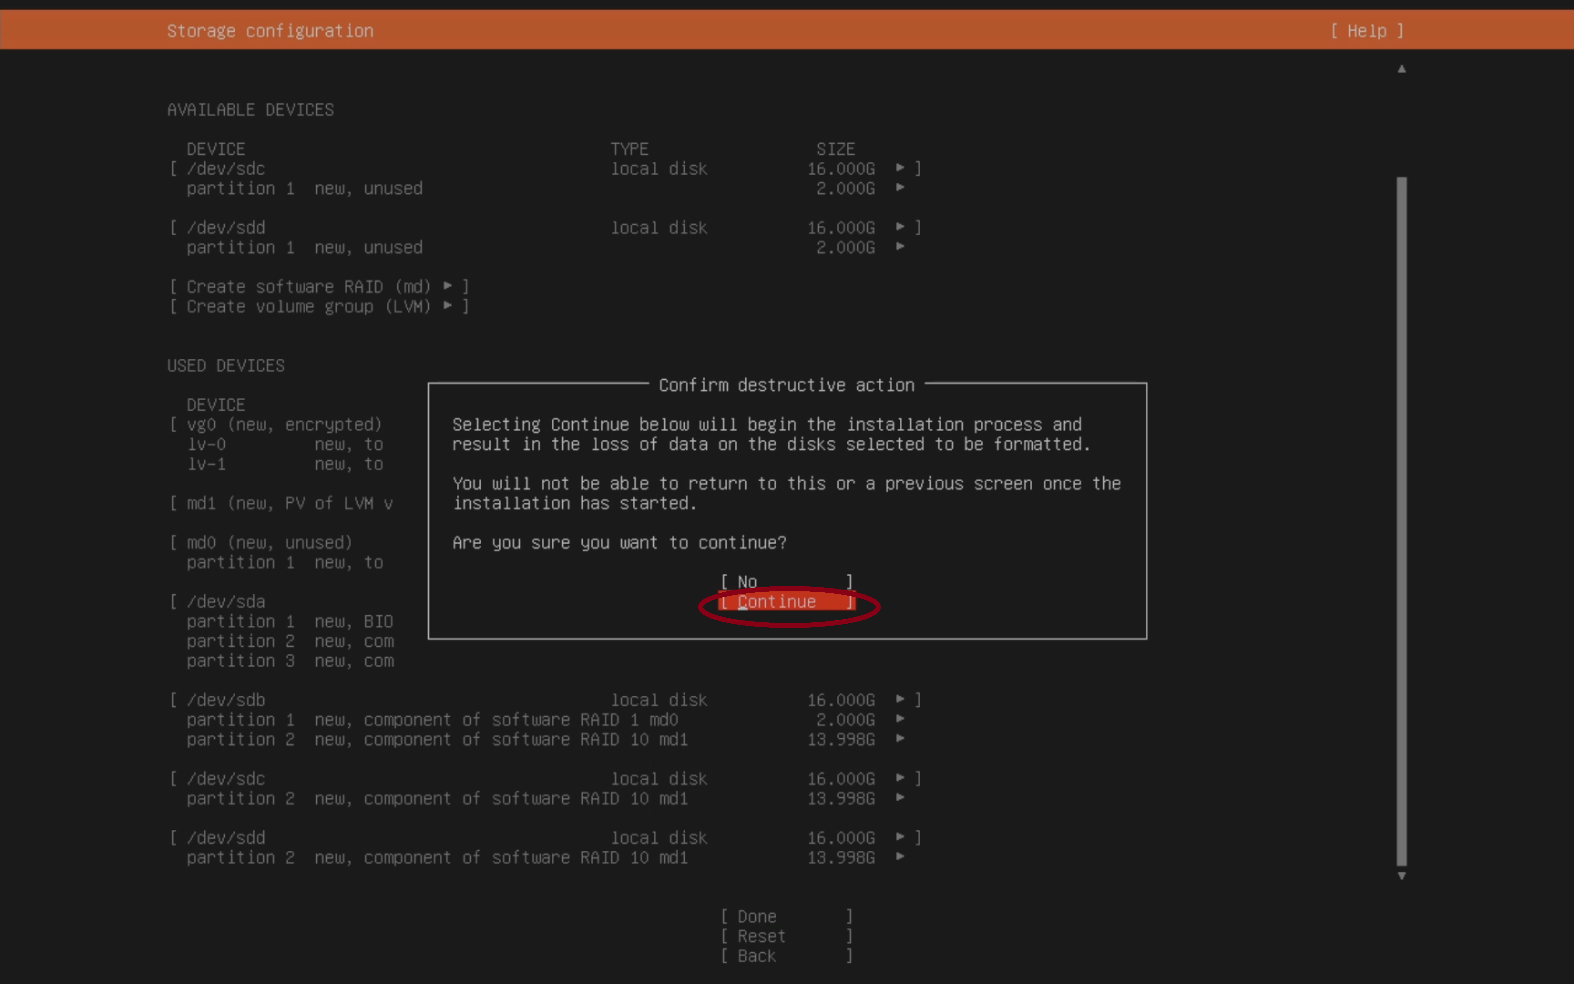 Storage configuration [ Help ]
▲
AVAILABLE DEVICES
DEVICE TYPE SIZE
[ /dev/sdc local disk 16.000G ► ]
partition 1 new, unused 2.000G ►
[ /dev/sdd local disk 16.000G ► ]
partition 1 new, unused 2.000G ►
[ Create software RAID (md) ► ]
[ Create volume group (LVM) ► ]
USED DEVICES
DEVICE
[ vg0 (new, encrypted)
lv-0 new, to
lv-1 new, to
[ md1 (new, PV of LVM v
[ md0 (new, unused)
partition 1 new, to
[ /dev/sda
partition 1 new, BIO
partition 2 new, com
partition 3 new, com
Confirm destructive action
Selecting Continue below will begin the installation process and
result in the loss of data on the disks selected to be formatted.
You will not be able to return to this or a previous screen once the
installation has started.
Are you sure you want to continue?
[ No ]
[ Continue ]
[ /dev/sdb local disk 16.000G ► ]
partition 1 new, component of software RAID 1 md0 2.000G ►
partition 2 new, component of software RAID 10 md1 13.998G ►
[ /dev/sdc local disk 16.000G ► ]
partition 2 new, component of software RAID 10 md1 13.998G ►
[ /dev/sdd local disk 16.000G ► ]
partition 2 new, component of software RAID 10 md1 13.998G ►
▼
[ Done ]
[ Reset ]
[ Back ]